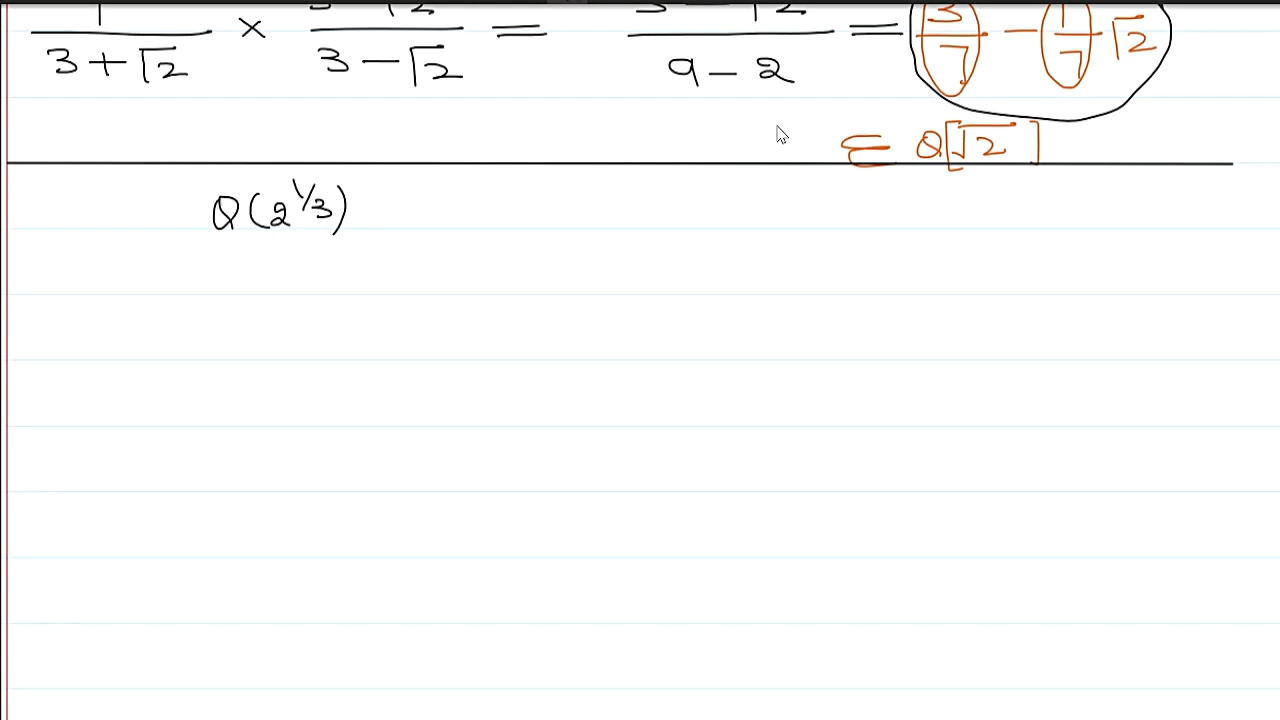 1/(3+√2) × (3-√2)/(3-√2) = (3-√2)/(9-2) = 3/7 - 1/7 √2
∈ Q[√2]
Q(2^1/3)